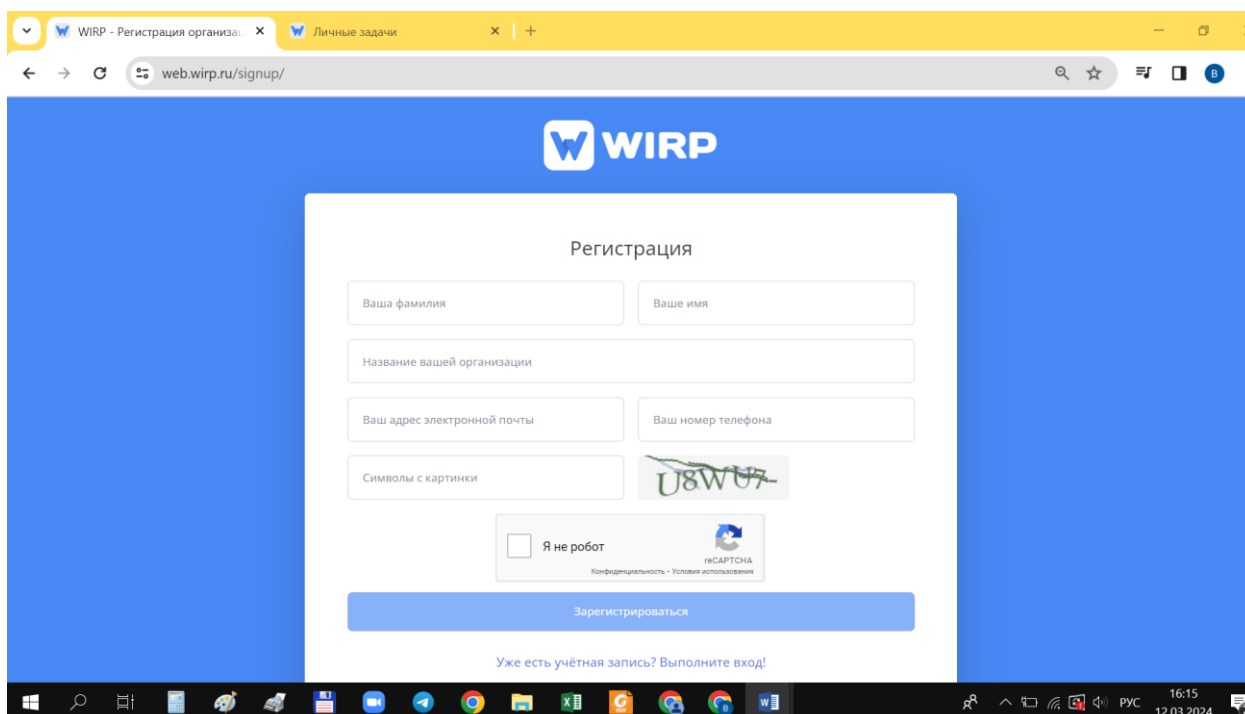 WIRP - Регистрация организац
Личные задачи
web.wirp.ru/signup/
B
WIRP
Регистрация
Ваша фамилия
Ваше имя
Название вашей организации
Ваш адрес электронной почты
Ваш номер телефона
Символы с картинки
U8WU7
Я не робот
reCAPTCHA
Конфиденциальность - Условия использования
Зарегистрироваться
Уже есть учётная запись? Выполните вход!
РУС
16:15
12.03.2024